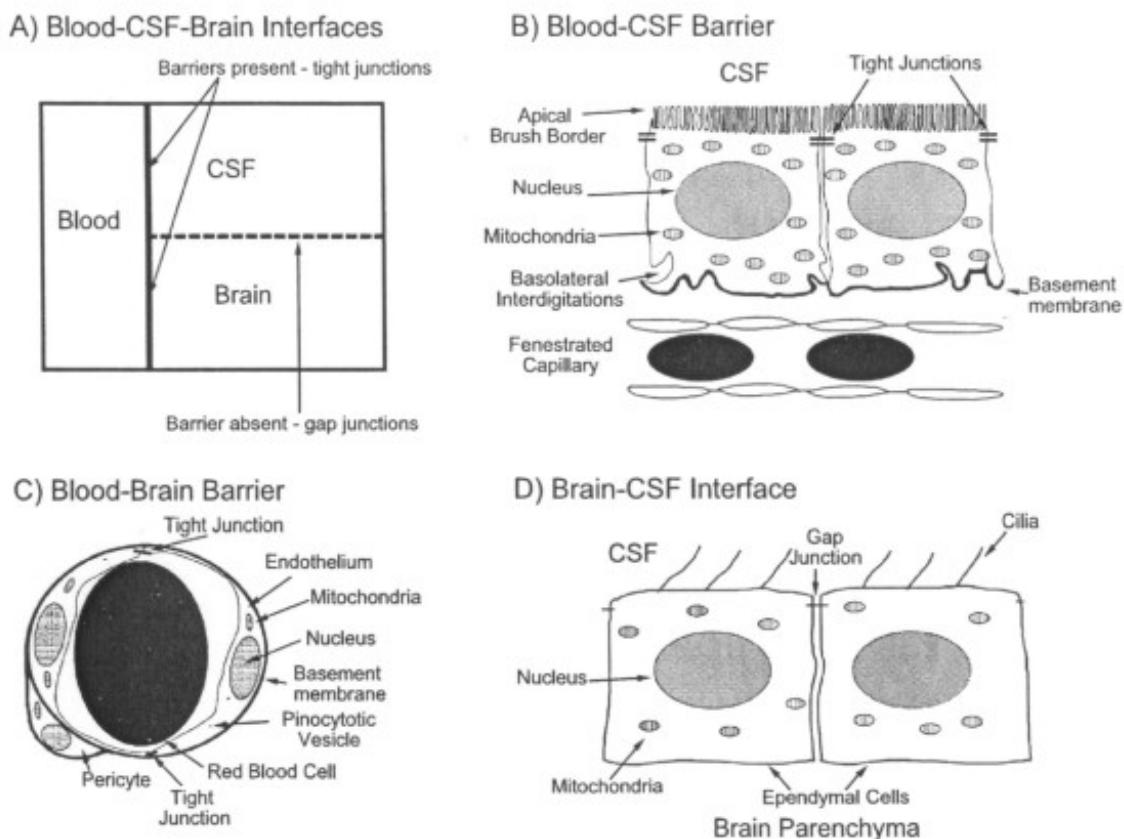 A) Blood-CSF-Brain Interfaces
Barriers present - tight junctions
CSF
Blood
Brain
Barrier absent - gap junctions
B) Blood-CSF Barrier
CSF
Tight Junctions
Apical
Brush Border
Nucleus
Mitochondria
Basolateral
Interdigitations
Basement
membrane
Fenestrated
Capillary
C) Blood-Brain Barrier
Tight Junction
Endothelium
Mitochondria
Nucleus
Basement
membrane
Pinocytotic
Vesicle
Red Blood Cell
Pericyte
Tight
Junction
D) Brain-CSF Interface
Cilia
Gap
Junction
CSF
Nucleus
Mitochondria
Ependymal Cells
Brain Parenchyma